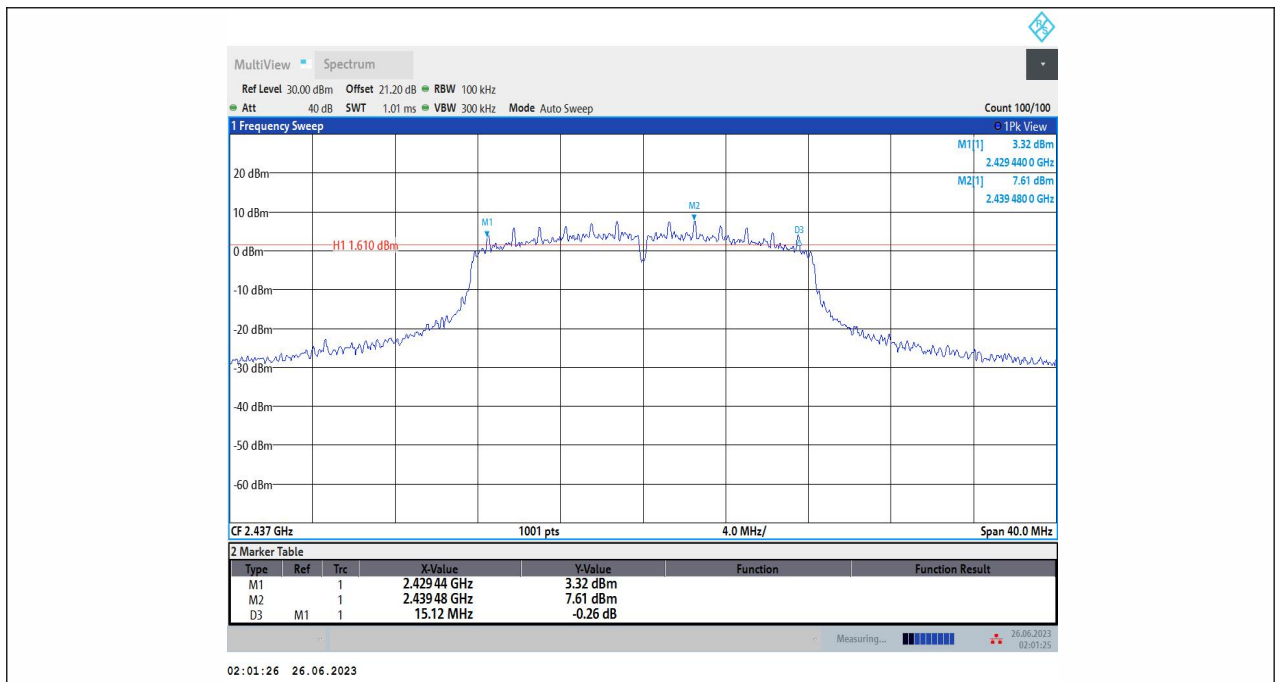 R S
MultiView Spectrum
Ref Level 30.00 dBm Offset 21.20 dB RBW 100 kHz
Att 40 dB SWT 1.01 ms VBW 300 kHz Mode Auto Sweep Count 100/100
1 Frequency Sweep 1Pk View
M1[1] 3.32 dBm
2.429 440 0 GHz
20 dBm
M2[1] 7.61 dBm
2.439 480 0 GHz
10 dBm
M2
M1
D3
H1 1.610 dBm
0 dBm
-10 dBm
-20 dBm
-30 dBm
-40 dBm
-50 dBm
-60 dBm
CF 2.437 GHz 1001 pts 4.0 MHz/ Span 40.0 MHz
2 Marker Table
Type Ref Trc X-Value Y-Value Function Function Result
M1 1 2.429 44 GHz 3.32 dBm
M2 1 2.439 48 GHz 7.61 dBm
D3 M1 1 15.12 MHz -0.26 dB
Measuring... 26.06.2023
02:01:25
02:01:26 26.06.2023